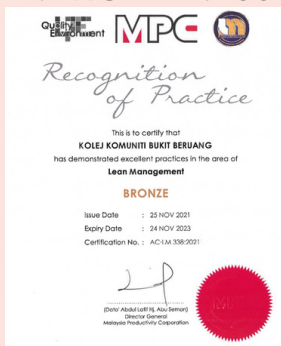 Quality
Environment
MPC
Recognition
of Practice
This is to certify that
KOLEJ KOMUNITI BUKIT BERUANG
has demonstrated excellent practices in the area of
Lean Management
BRONZE
Issue Date : 25 NOV 2021
Expiry Date : 24 NOV 2023
Certification No. : AC-LM 338:2021
(Dato' Abdul Latif Hj. Abu Seman)
Director General
Malaysia Productivity Corporation